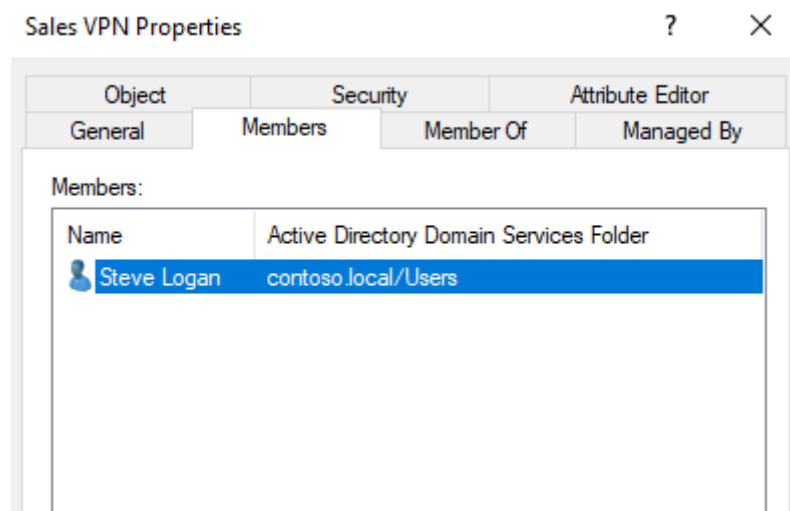 Sales VPN Properties ? ×
Object Security Attribute Editor
General Members Member Of Managed By
Members:
Name Active Directory Domain Services Folder
Steve Logan contoso.local/Users